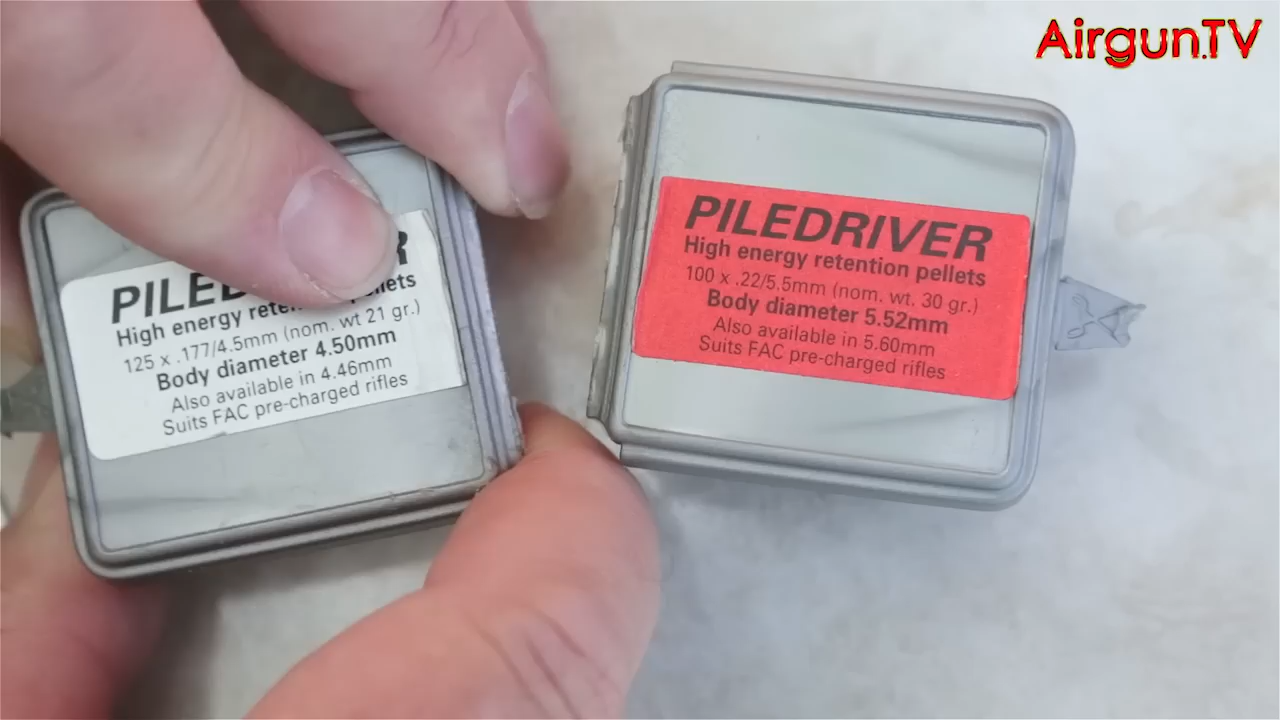 AirgunTV
PILED
High energy pellets
125 x .177/4.5mm (nom. wt 21 gr.)
Body diameter 4.50mm
Also available in 4.46mm
Suits FAC pre-charged rifles
PILEDRIVER
High energy retention pellets
100 x .22/5.5mm (nom. wt. 30 gr.)
Body diameter 5.52mm
Also available in 5.60mm
Suits FAC pre-charged rifles